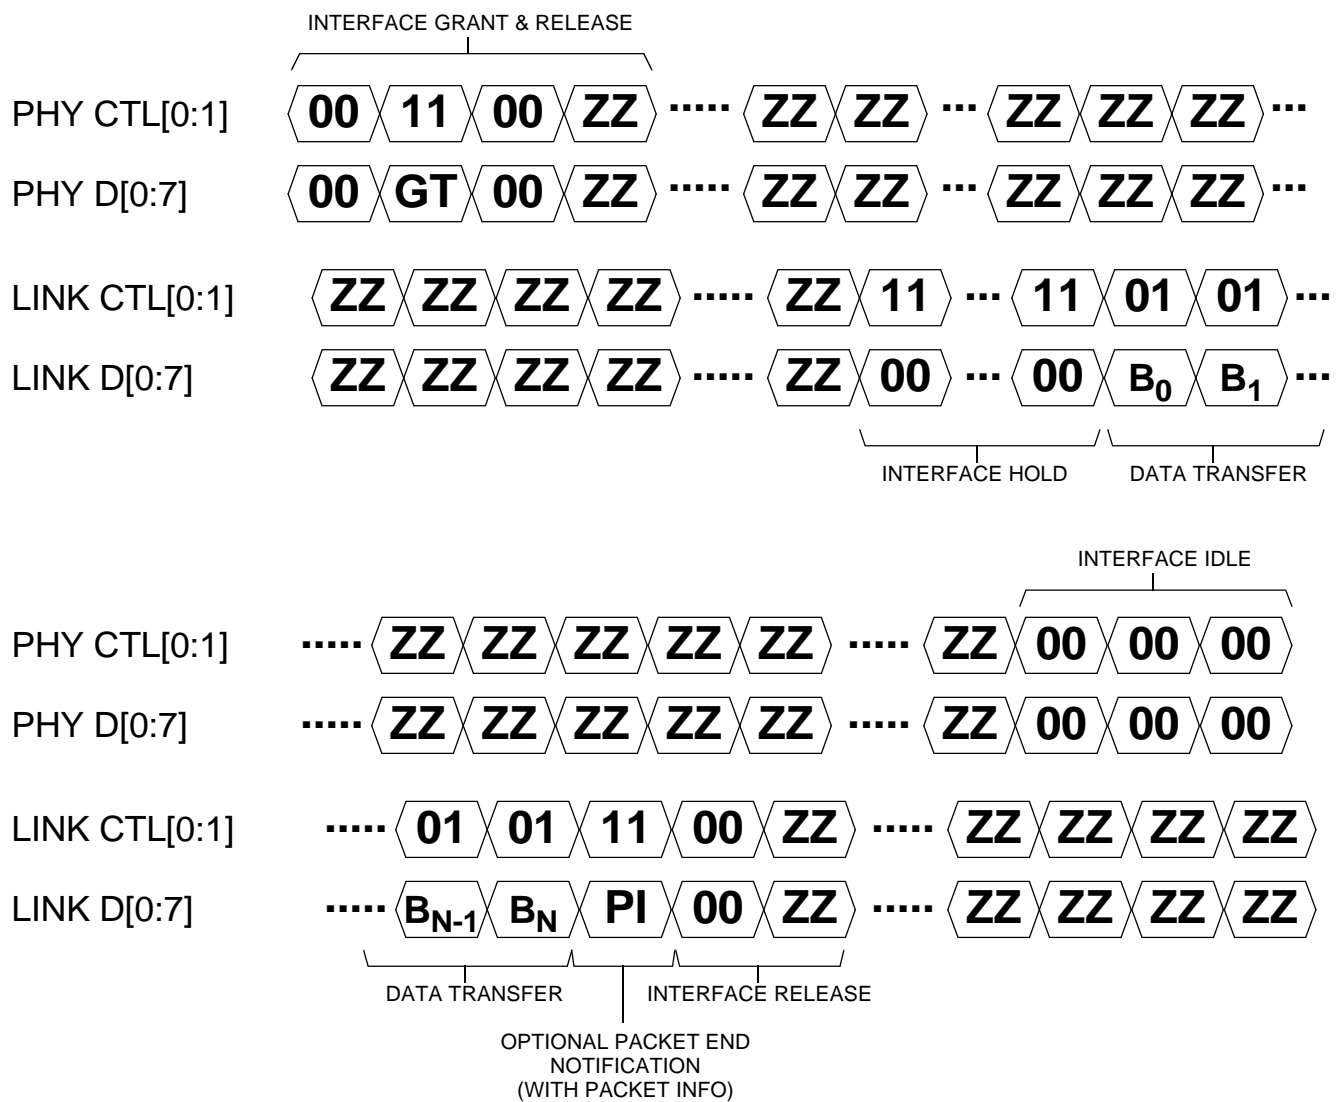 INTERFACE GRANT & RELEASE
PHY CTL[0:1] 00 11 00 ZZ ..... ZZ ZZ ... ZZ ZZ ZZ ...
PHY D[0:7] 00 GT 00 ZZ ..... ZZ ZZ ... ZZ ZZ ZZ ...
LINK CTL[0:1] ZZ ZZ ZZ ZZ ..... ZZ 11 ... 11 01 01 ...
LINK D[0:7] ZZ ZZ ZZ ZZ ..... ZZ 00 ... 00 B0 B1 ...
INTERFACE HOLD DATA TRANSFER
INTERFACE IDLE
PHY CTL[0:1] ..... ZZ ZZ ZZ ZZ ZZ ..... ZZ 00 00 00
PHY D[0:7] ..... ZZ ZZ ZZ ZZ ZZ ..... ZZ 00 00 00
LINK CTL[0:1] ..... 01 01 11 00 ZZ ..... ZZ ZZ ZZ ZZ
LINK D[0:7] ..... BN-1 BN PI 00 ZZ ..... ZZ ZZ ZZ ZZ
DATA TRANSFER INTERFACE RELEASE
OPTIONAL PACKET END
NOTIFICATION
(WITH PACKET INFO)